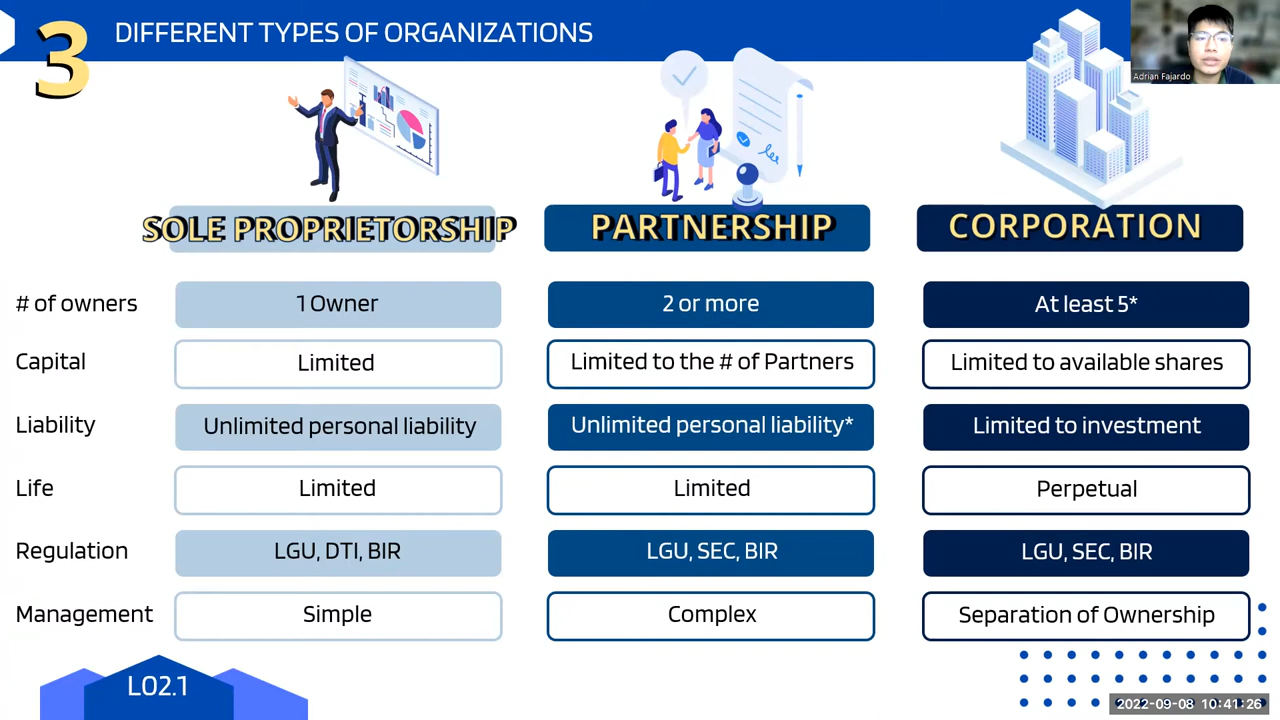 3
DIFFERENT TYPES OF ORGANIZATIONS
Adrian Fajardo
SOLE PROPRIETORSHIP
PARTNERSHIP
CORPORATION
# of owners
1 Owner
2 or more
At least 5*
Capital
Limited
Limited to the # of Partners
Limited to available shares
Liability
Unlimited personal liability
Unlimited personal liability*
Limited to investment
Life
Limited
Limited
Perpetual
Regulation
LGU, DTI, BIR
LGU, SEC, BIR
LGU, SEC, BIR
Management
Simple
Complex
Separation of Ownership
LO2.1
2022-09-08 10:41:26